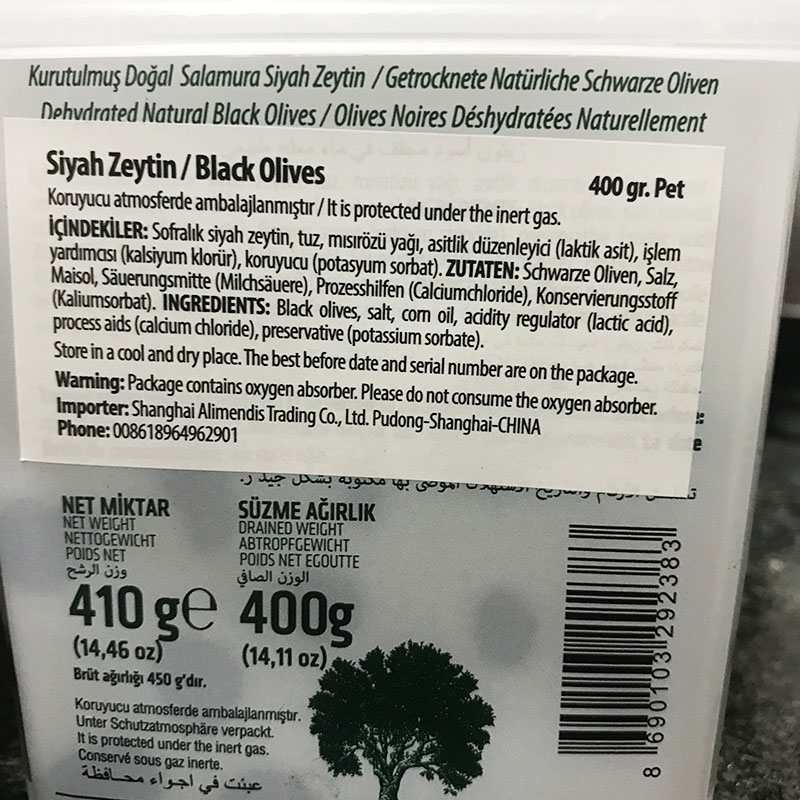 Kurutulmuş Doğal Salamura Siyah Zeytin / Getrocknete Natürliche Schwarze Oliven
Dehydrated Natural Black Olives / Olives Noires Déshydratées Naturellement
Siyah Zeytin / Black Olives
400 gr. Pet
Koruyucu atmosferde ambalajlanmıştır / It is protected under the inert gas.
İÇİNDEKİLER: Sofralık siyah zeytin, tuz, mısırözü yağı, asitlik düzenleyici (laktik asit), işlem
yardımcısı (kalsiyum klorür), koruyucu (potasyum sorbat). ZUTATEN: Schwarze Oliven, Salz,
Maisol, Säuerungsmitte (Milchsäuere), Prozesshilfen (Calciumchloride), Konservierungsstoff
(Kaliumsorbat). INGREDIENTS: Black olives, salt, corn oil, acidity regulator (lactic acid),
process aids (calcium chloride), preservative (potassium sorbate).
Store in a cool and dry place. The best before date and serial number are on the package.
Warning: Package contains oxygen absorber. Please do not consume the oxygen absorber.
Importer: Shanghai Alimendis Trading Co., Ltd. Pudong-Shanghai-CHINA
Phone: 008618964962901
NET MİKTAR
NET WEIGHT
NETTOGEWICHT
POIDS NET
وزن الرشح
410 g e
(14,46 oz)
Brüt ağırlığı 450 g'dır.
SÜZME AĞIRLIK
DRAINED WEIGHT
ABTROPFGEWICHT
POIDS NET EGOUTTE
الوزن الصافي
400g
(14,11 oz)
Koruyucu atmosferde ambalajlanmıştır.
Unter Schutzatmosphäre verpackt.
It is protected under the inert gas.
Conservé sous gaz inerte.
عبئت في اجواء محافظة
8 690103 292383